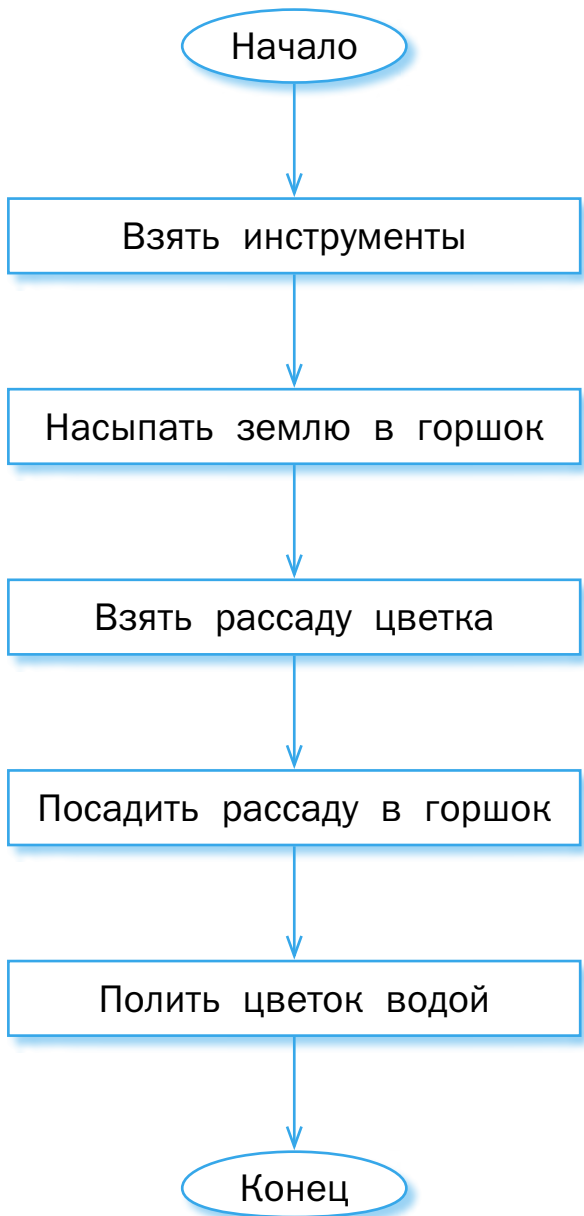 Начало
Взять инструменты
Насыпать землю в горшок
Взять рассаду цветка
Посадить рассаду в горшок
Полить цветок водой
Конец